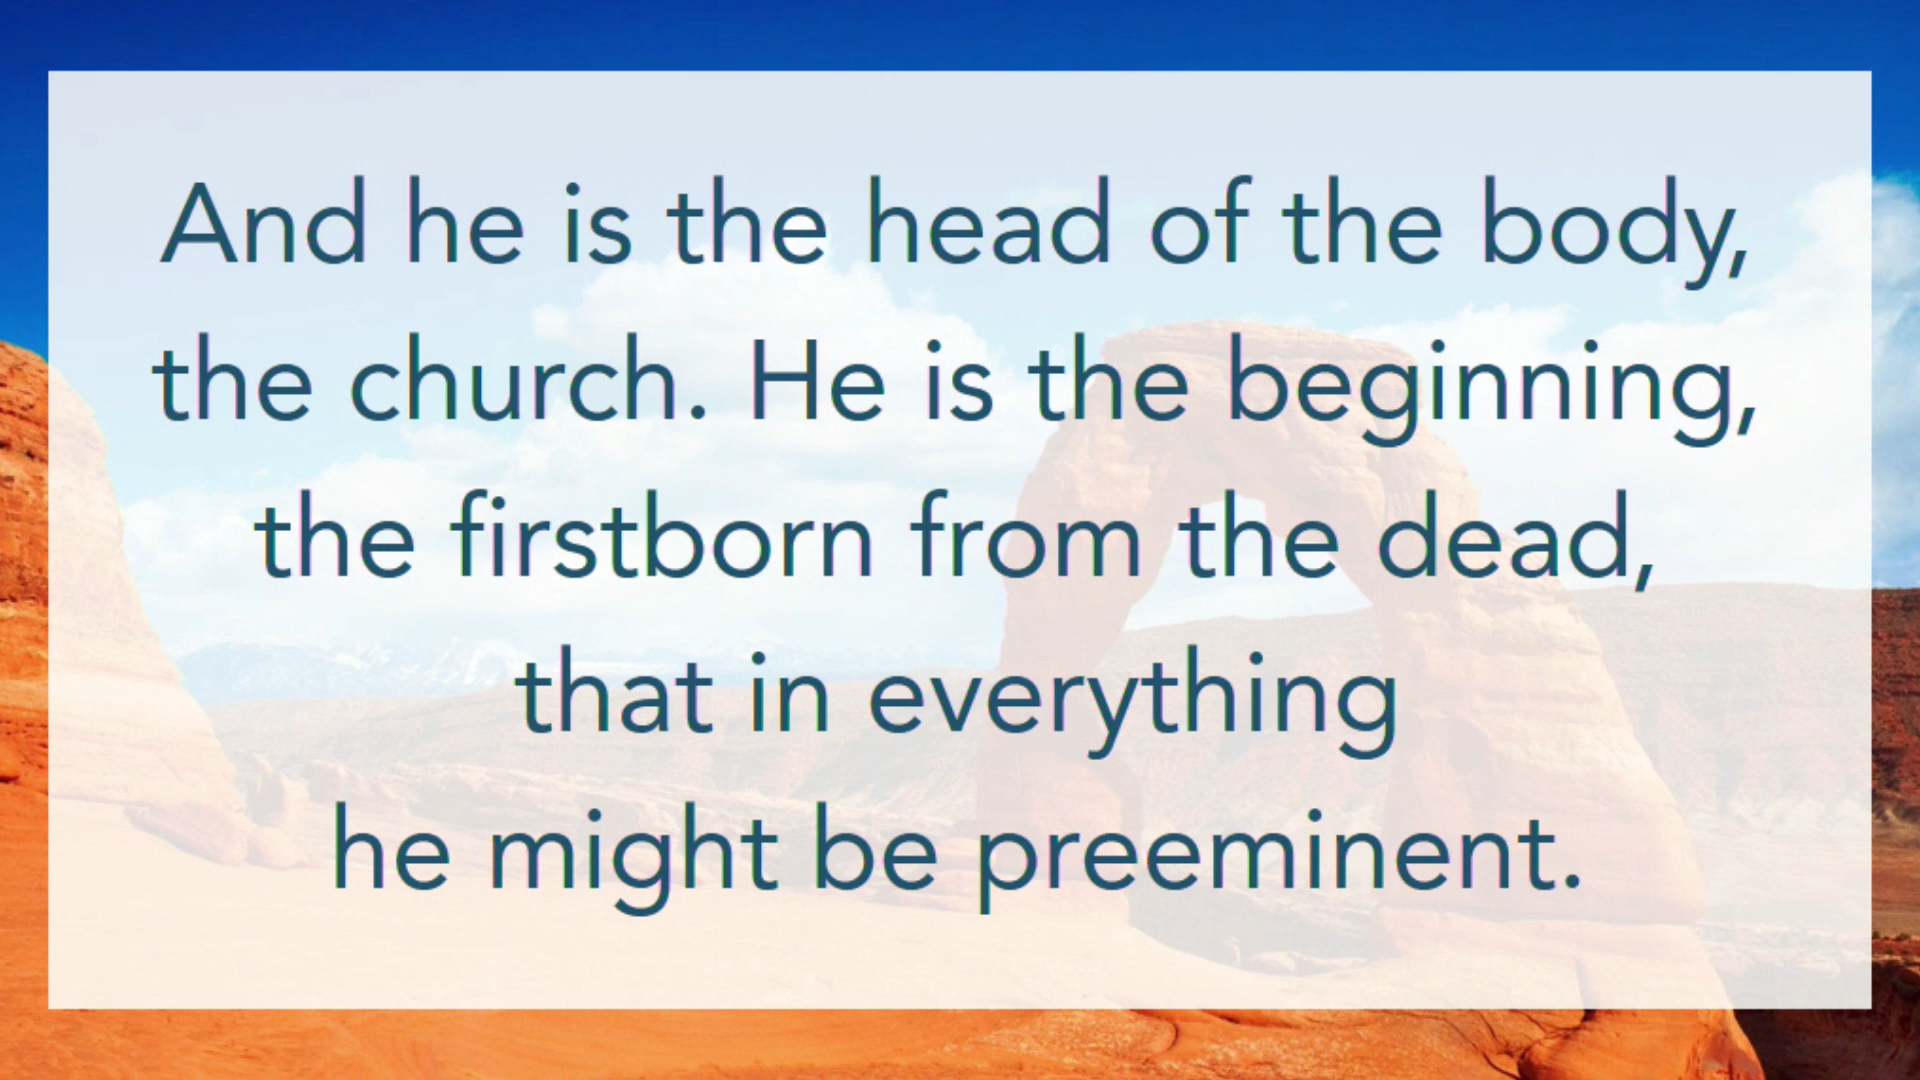 And he is the head of the body,
the church. He is the beginning,
the firstborn from the dead,
that in everything
he might be preeminent.